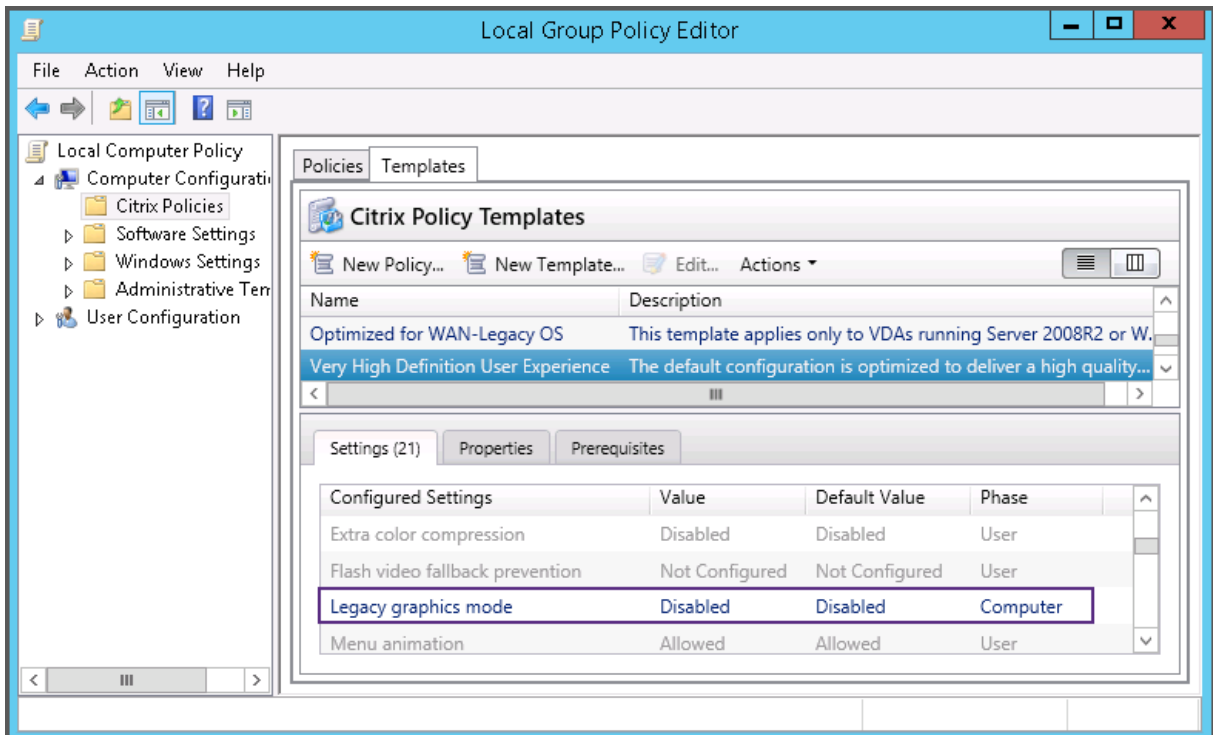 Local Group Policy Editor
File Action View Help
Local Computer Policy
Computer Configurati
Citrix Policies
Software Settings
Windows Settings
Administrative Tem
User Configuration
Policies Templates
Citrix Policy Templates
New Policy... New Template... Edit... Actions
Name Description
Optimized for WAN-Legacy OS This template applies only to VDAs running Server 2008R2 or W.
Very High Definition User Experience The default configuration is optimized to deliver a high quality...
Settings (21) Properties Prerequisites
Configured Settings Value Default Value Phase
Extra color compression Disabled Disabled User
Flash video fallback prevention Not Configured Not Configured User
Legacy graphics mode Disabled Disabled Computer
Menu animation Allowed Allowed User